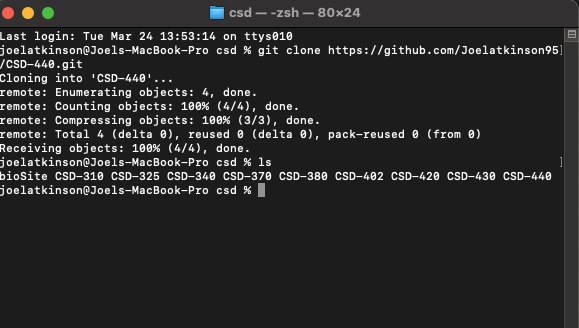 csd — -zsh — 80×24
Last login: Tue Mar 24 13:53:14 on ttys010
joelatkinson@Joels-MacBook-Pro csd % git clone https://github.com/Joelatkinson95]
/CSD-440.git
Cloning into 'CSD-440'...
remote: Enumerating objects: 4, done.
remote: Counting objects: 100% (4/4), done.
remote: Compressing objects: 100% (3/3), done.
remote: Total 4 (delta 0), reused 0 (delta 0), pack-reused 0 (from 0)
Receiving objects: 100% (4/4), done.
joelatkinson@Joels-MacBook-Pro csd % ls ]
bioSite CSD-310 CSD-325 CSD-340 CSD-370 CSD-380 CSD-402 CSD-420 CSD-430 CSD-440
joelatkinson@Joels-MacBook-Pro csd %